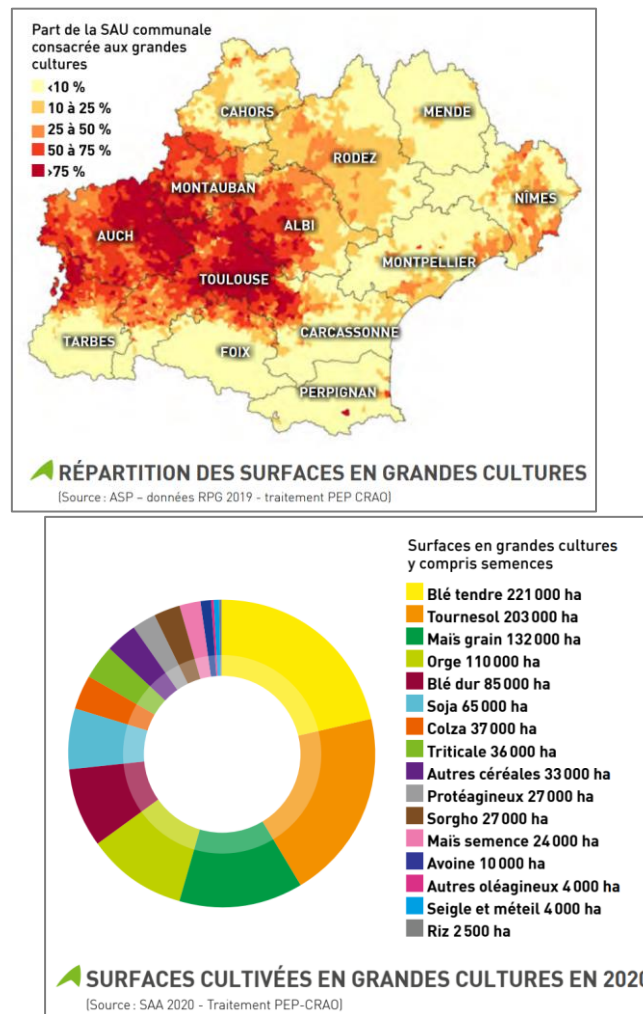 Part de la SAU communale
consacrée aux grandes
cultures
<10 %
10 à 25 %
25 à 50 %
50 à 75 %
>75 %
CAHORS
MENDE
RODEZ
MONTAUBAN
NÎMES
ALBI
AUCH
MONTPELLIER
TOULOUSE
CARCASSONNE
TARBES
FOIX
PERPIGNAN
RÉPARTITION DES SURFACES EN GRANDES CULTURES
(Source : ASP – données RPG 2019 - traitement PEP CRAO)
Surfaces en grandes cultures
y compris semences
Blé tendre 221 000 ha
Tournesol 203 000 ha
Maïs grain 132 000 ha
Orge 110 000 ha
Blé dur 85 000 ha
Soja 65 000 ha
Colza 37 000 ha
Triticale 36 000 ha
Autres céréales 33 000 ha
Protéagineux 27 000 ha
Sorgho 27 000 ha
Maïs semence 24 000 ha
Avoine 10 000 ha
Autres oléagineux 4 000 ha
Seigle et méteil 4 000 ha
Riz 2 500 ha
SURFACES CULTIVÉES EN GRANDES CULTURES EN 2020
(Source : SAA 2020 - Traitement PEP-CRAO)